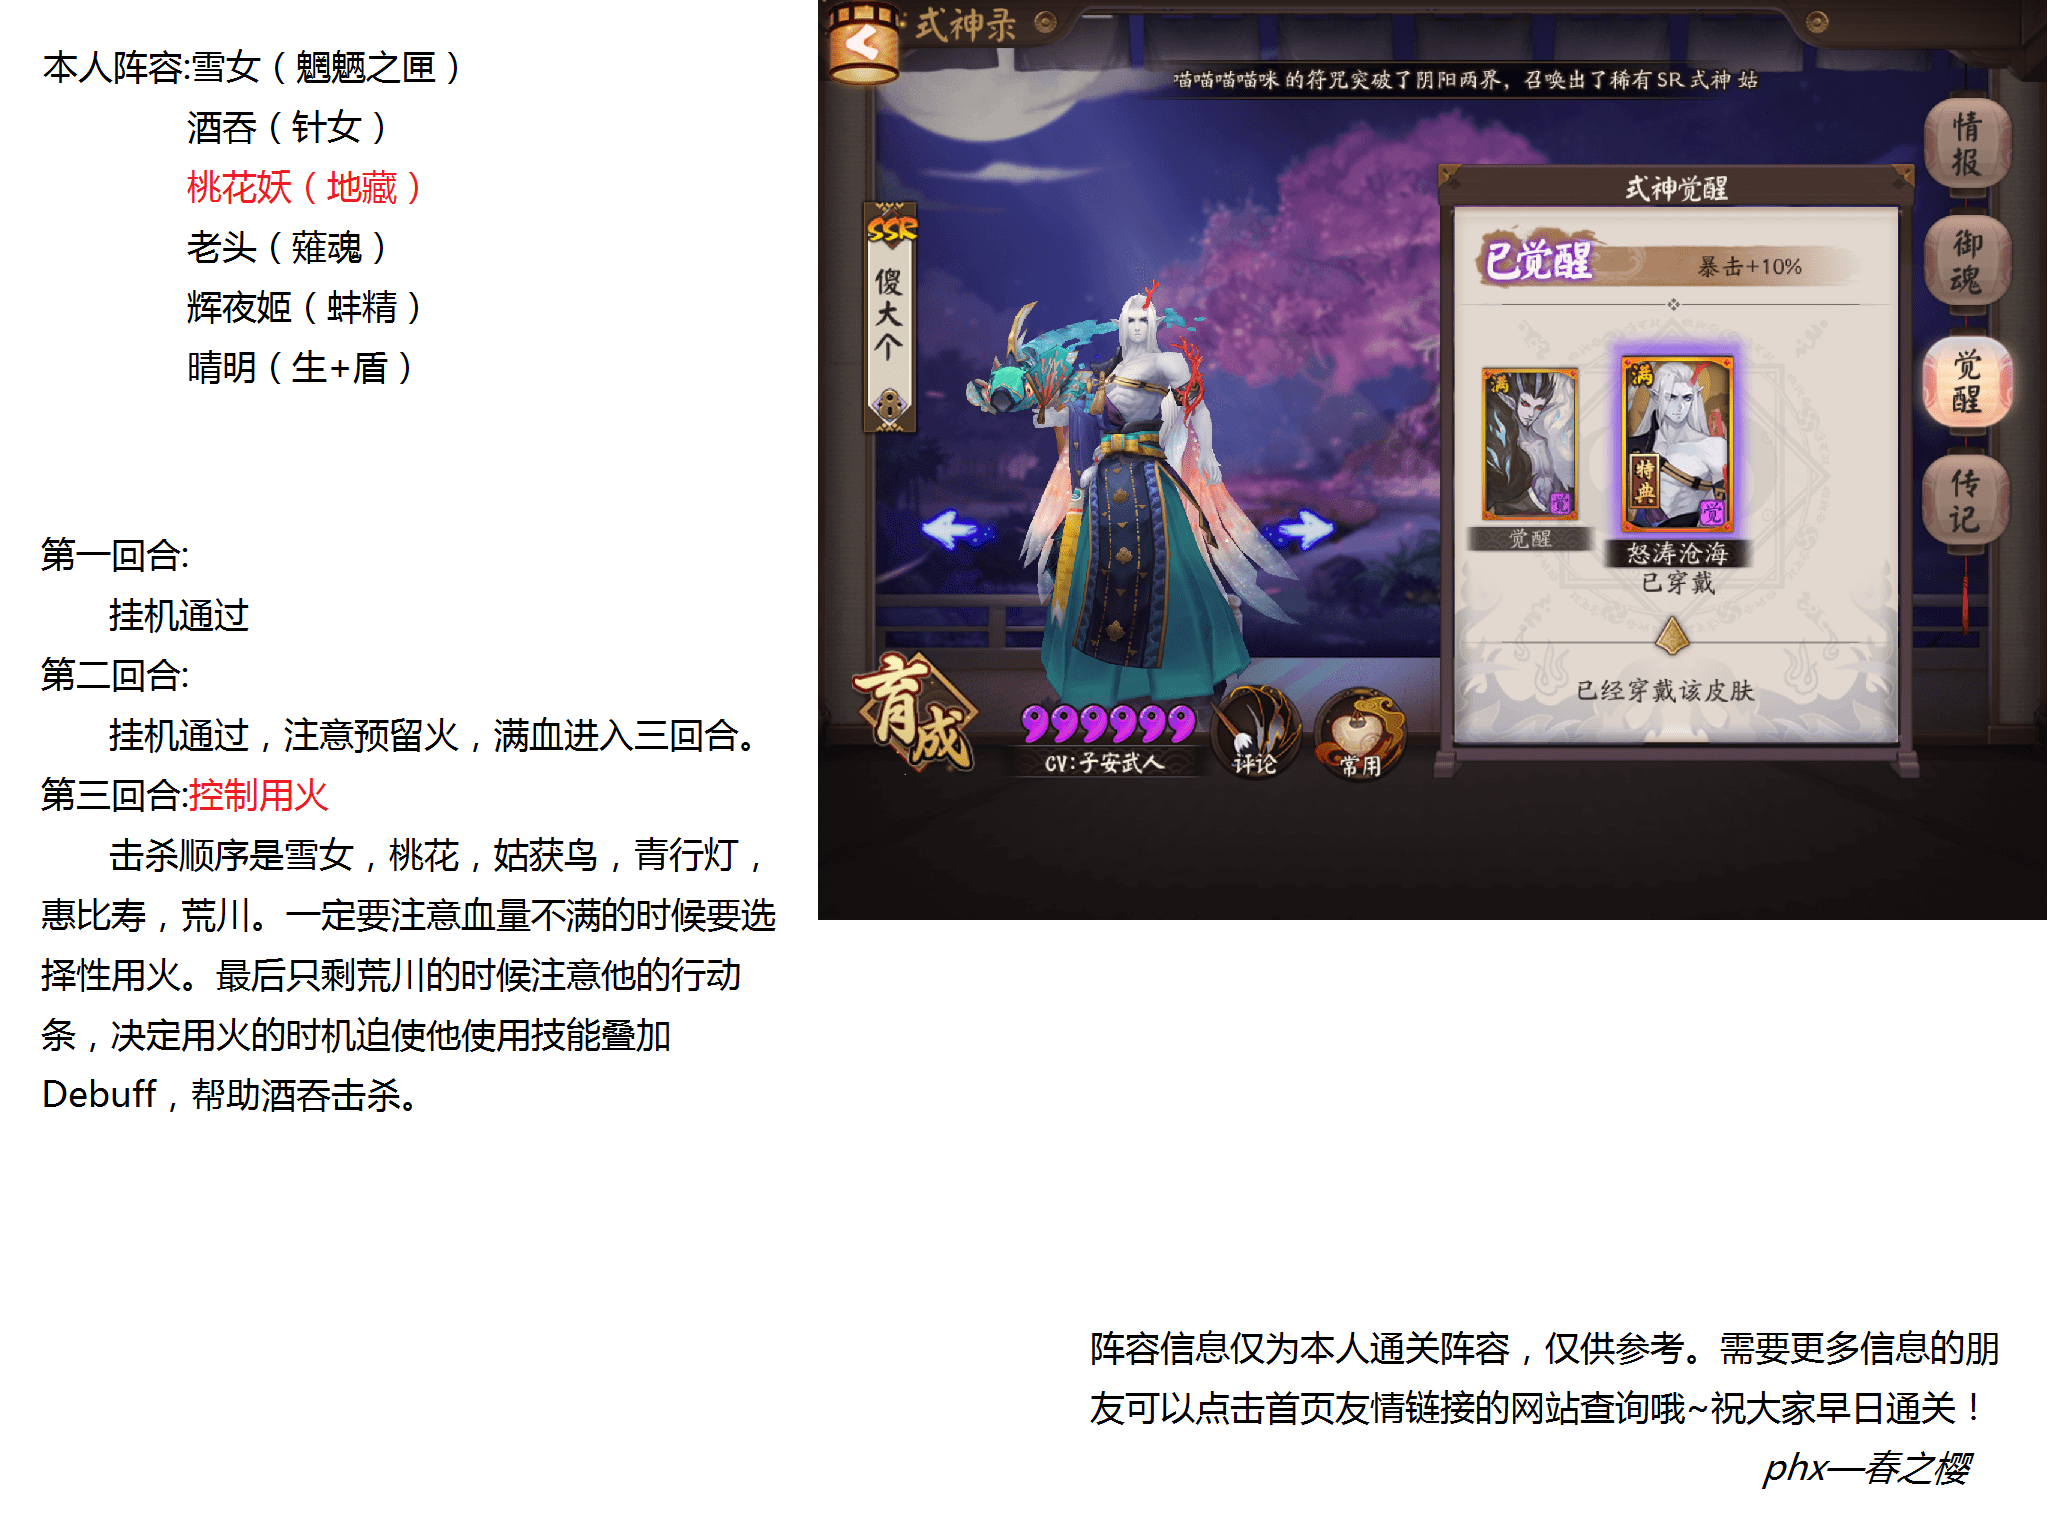 本人阵容:雪女（魍魉之匣）
酒吞（针女）
桃花妖（地藏）
老头（薙魂）
辉夜姬（蚌精）
晴明（生+盾）
第一回合:
挂机通过
第二回合:
挂机通过，注意预留火，满血进入三回合。
第三回合:控制用火
击杀顺序是雪女，桃花，姑获鸟，青行灯，
惠比寿，荒川。一定要注意血量不满的时候要选
择性用火。最后只剩荒川的时候注意他的行动
条，决定用火的时机迫使他使用技能叠加
Debuff，帮助酒吞击杀。
式神录
喵喵喵喵咪 的符咒突破了阴阳两界，召唤出了稀有 SR 式神 姑
SSR
傻大个
式神觉醒
已觉醒
暴击+10%
满
觉
觉醒
满
特典
觉
怒涛沧海
已穿戴
已经穿戴该皮肤
情报
御魂
觉醒
传记
育成
CV:子安武人
评论
常用
阵容信息仅为本人通关阵容，仅供参考。需要更多信息的朋
友可以点击首页友情链接的网站查询哦~祝大家早日通关！
phx—春之樱